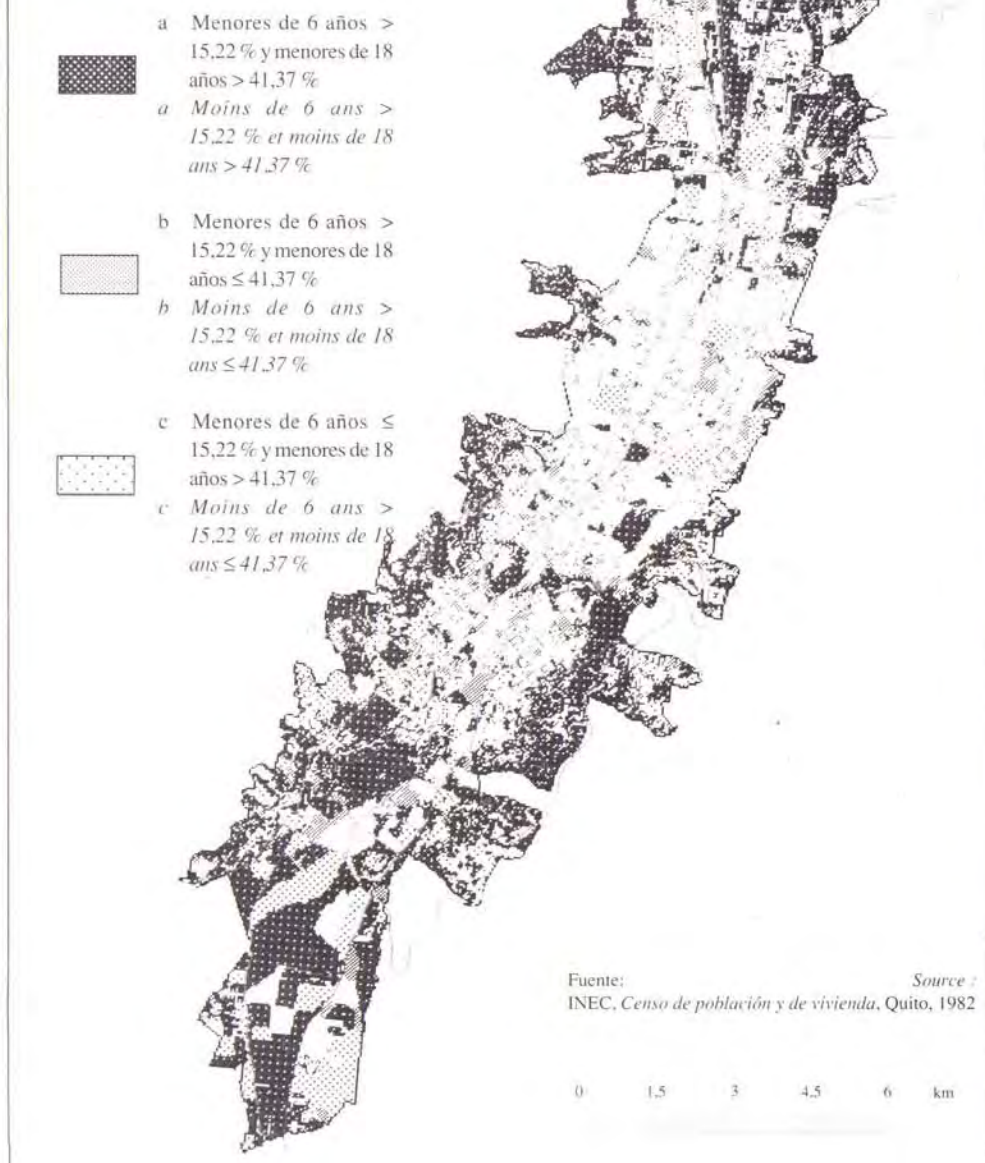 a Menores de 6 años >
15,22 % y menores de 18
años > 41,37 %
a Moins de 6 ans >
15,22 % et moins de 18
ans > 41,37 %
b Menores de 6 años >
15,22 % y menores de 18
años ≤ 41,37 %
b Moins de 6 ans >
15,22 % et moins de 18
ans ≤ 41,37 %
c Menores de 6 años ≤
15,22 % y menores de 18
años > 41,37 %
c Moins de 6 ans >
15,22 % et moins de 18
ans ≤ 41,37 %
Fuente: Source :
INEC, Censo de población y de vivienda, Quito, 1982
0 1,5 3 4,5 6 km